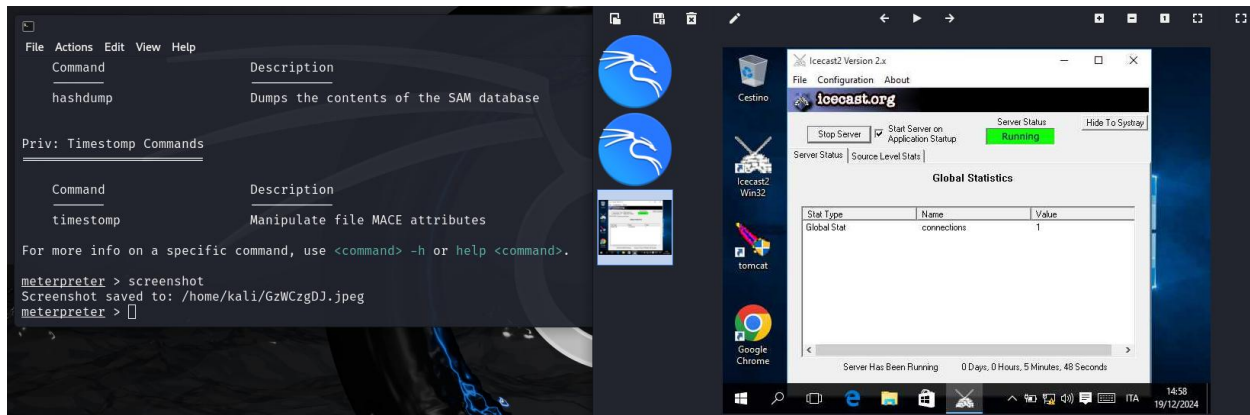 File Actions Edit View Help
Command Description
hashdump Dumps the contents of the SAM database
Priv: Timestomp Commands
Command Description
timestomp Manipulate file MACE attributes
For more info on a specific command, use <command> -h or help <command>.
meterpreter > screenshot
Screenshot saved to: /home/kali/GzWCzgDJ.jpeg
meterpreter >
Cestino
Icecast2
Win32
tomcat
Google
Chrome
Icecast2 Version 2.x
File Configuration About
icecast.org
Stop Server
Start Server on
Application Startup
Server Status
Running
Hide To Systray
Server Status Source Level Stats
Global Statistics
Stat Type Name Value
Global Stat connections 1
Server Has Been Running 0 Days, 0 Hours, 5 Minutes, 48 Seconds
ITA
14:58
19/12/2024